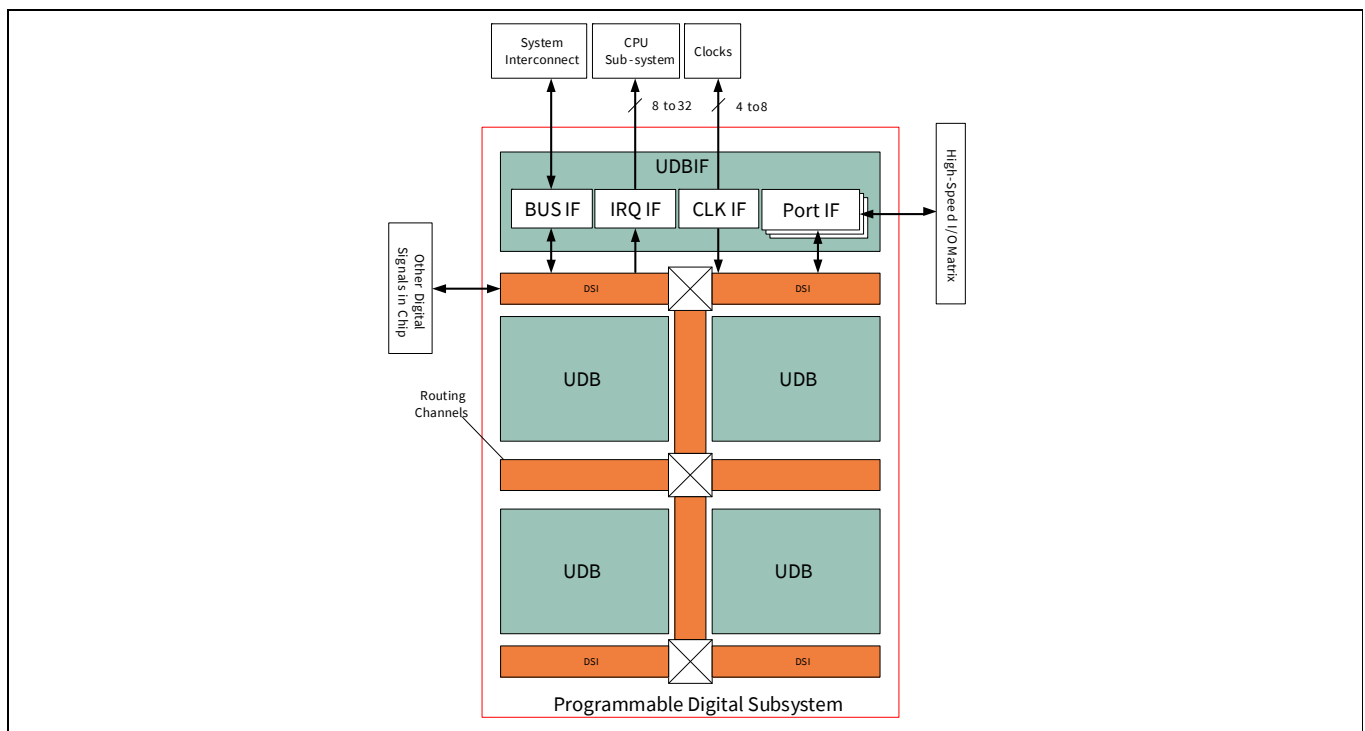 System
Interconnect
CPU
Sub-system
Clocks
8 to 32
4 to 8
High-Speed I/O Matrix
UDBIF
BUS IF
IRQ IF
CLK IF
Port IF
Other Digital
Signals in Chip
DSI
DSI
UDB
UDB
Routing
Channels
UDB
UDB
DSI
DSI
Programmable Digital Subsystem